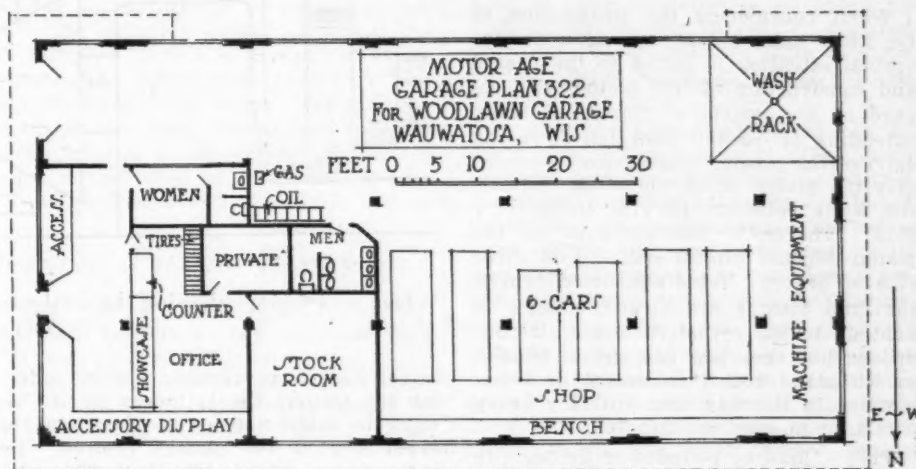 MOTOR AGE
GARAGE PLAN 322
FOR WOODLAWN GARAGE
WAUWATOSA, WIS
WASH
RACK
FEET 0 5 10 20 30
GAS
OIL
WOMEN
ACCESS.
TIRES
PRIVATE
MEN
COUNTER
SHOWCASE
OFFICE
STOCK
ROOM
6-CARS
SHOP
MACHINE EQUIPMENT
ACCESSORY DISPLAY
BENCH
E W
N